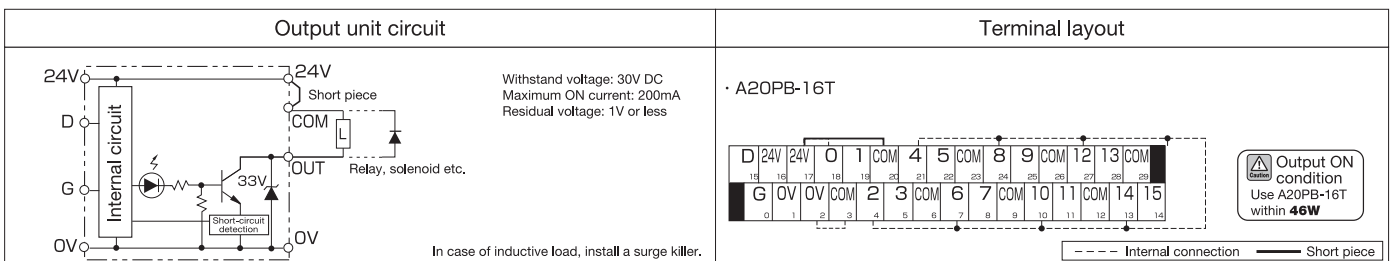 Output unit circuit
Terminal layout
24V
24V
Short piece
D
COM
L
Internal circuit
OUT
Relay, solenoid etc.
G
33V
Short-circuit
detection
0V
0V
Withstand voltage: 30V DC
Maximum ON current: 200mA
Residual voltage: 1V or less
In case of inductive load, install a surge killer.
· A20PB-16T
D 24V 24V 0 1 COM 4 5 COM 8 9 COM 12 13 COM
15 16 17 18 19 20 21 22 23 24 25 26 27 28 29
G 0V 0V COM 2 3 COM 6 7 COM 10 11 COM 14 15
0 1 2 3 4 5 6 7 8 9 10 11 12 13 14
Caution
Output ON
condition
Use A20PB-16T
within 46W
Internal connection
Short piece